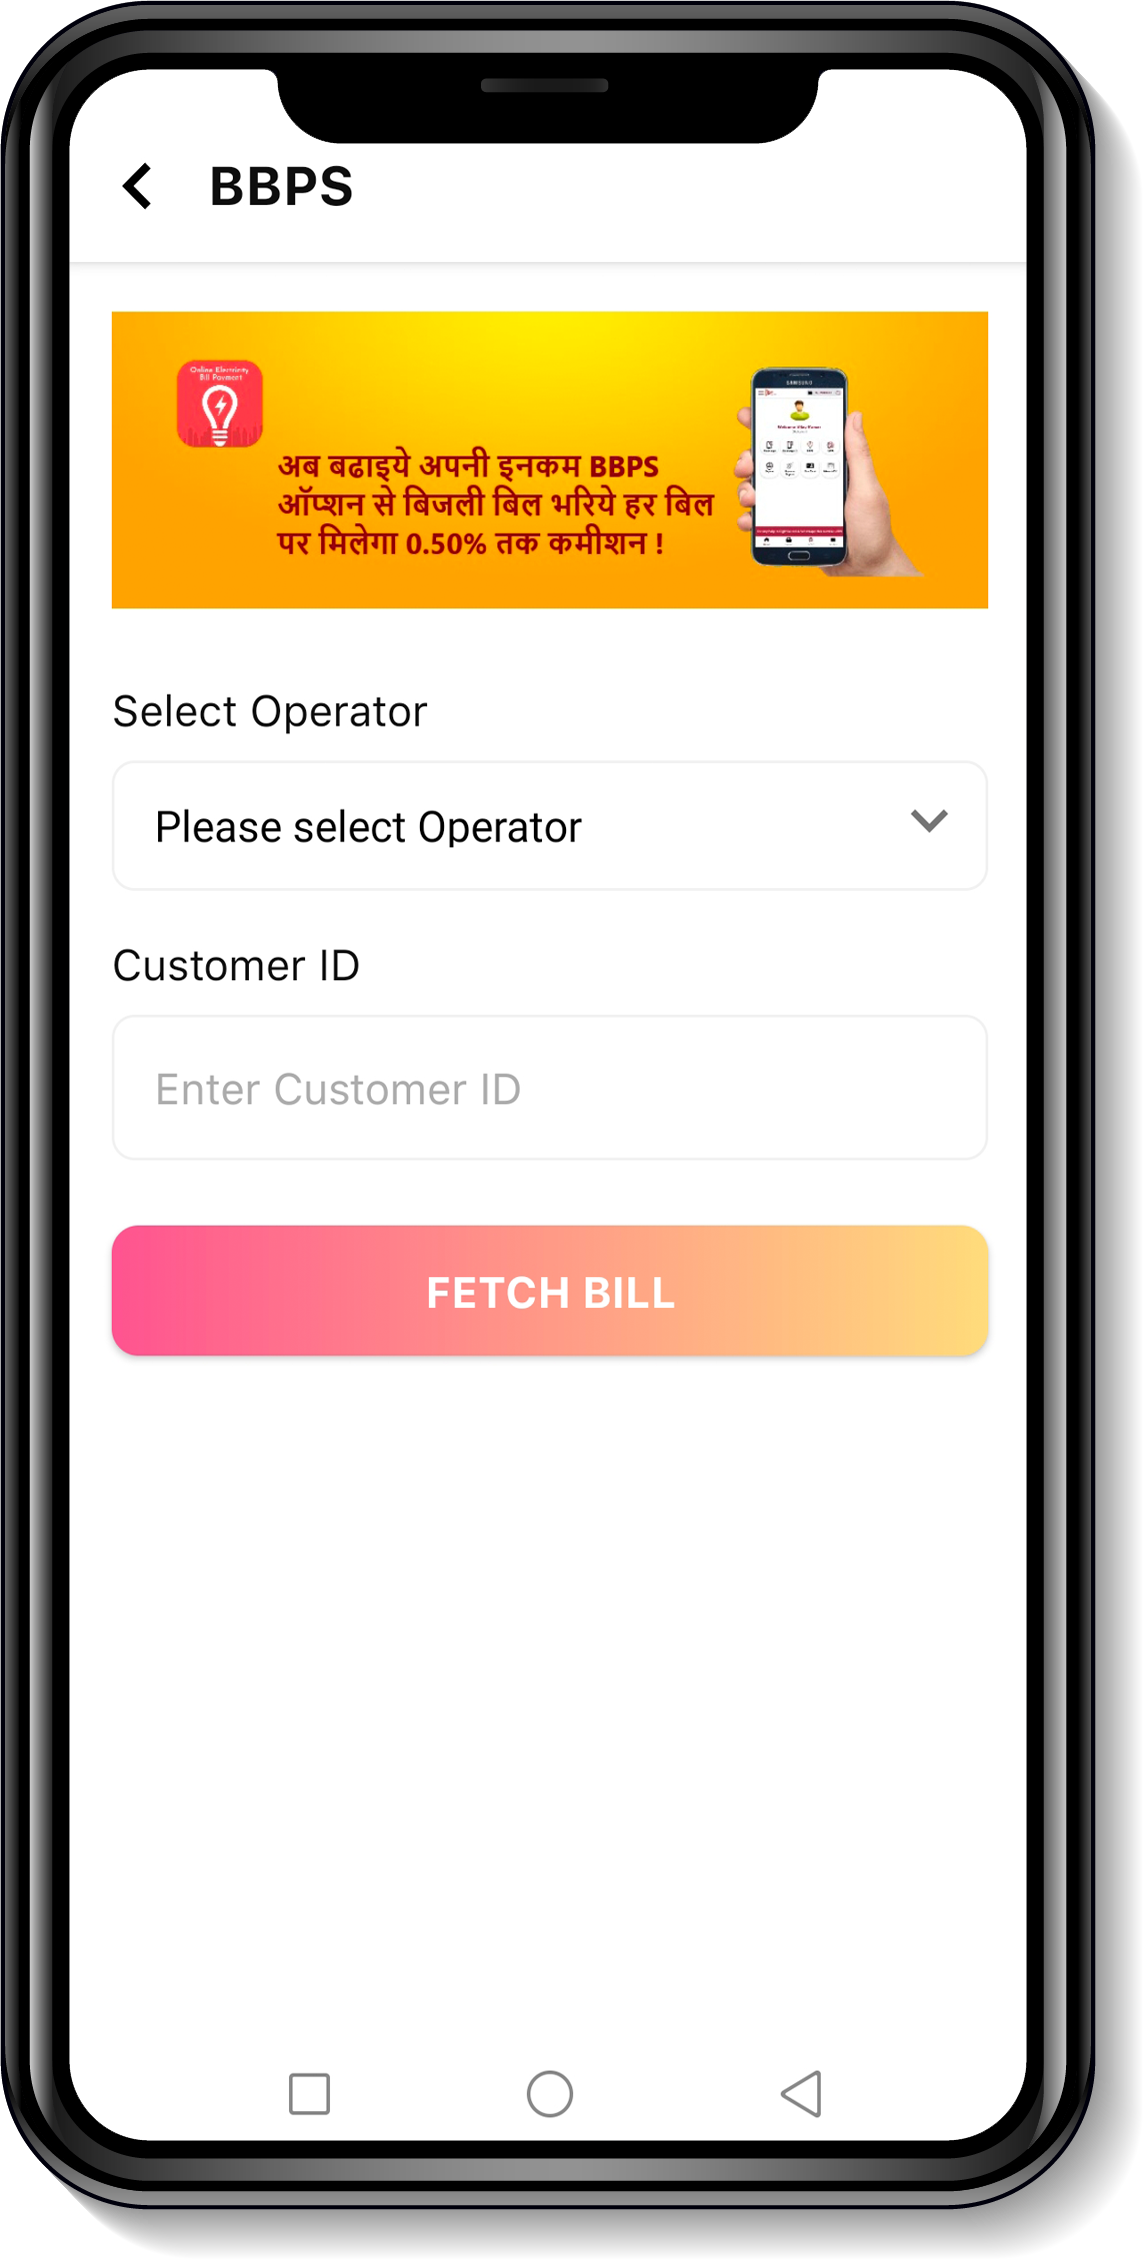 BBPS
Online Electricity
Bill Payment
अब बढाइये अपनी इनकम BBPS
ऑप्शन से बिजली बिल भरिये हर बिल
पर मिलेगा 0.50% तक कमीशन !
SAMSUNG
Select Operator
Please select Operator
Customer ID
Enter Customer ID
FETCH BILL